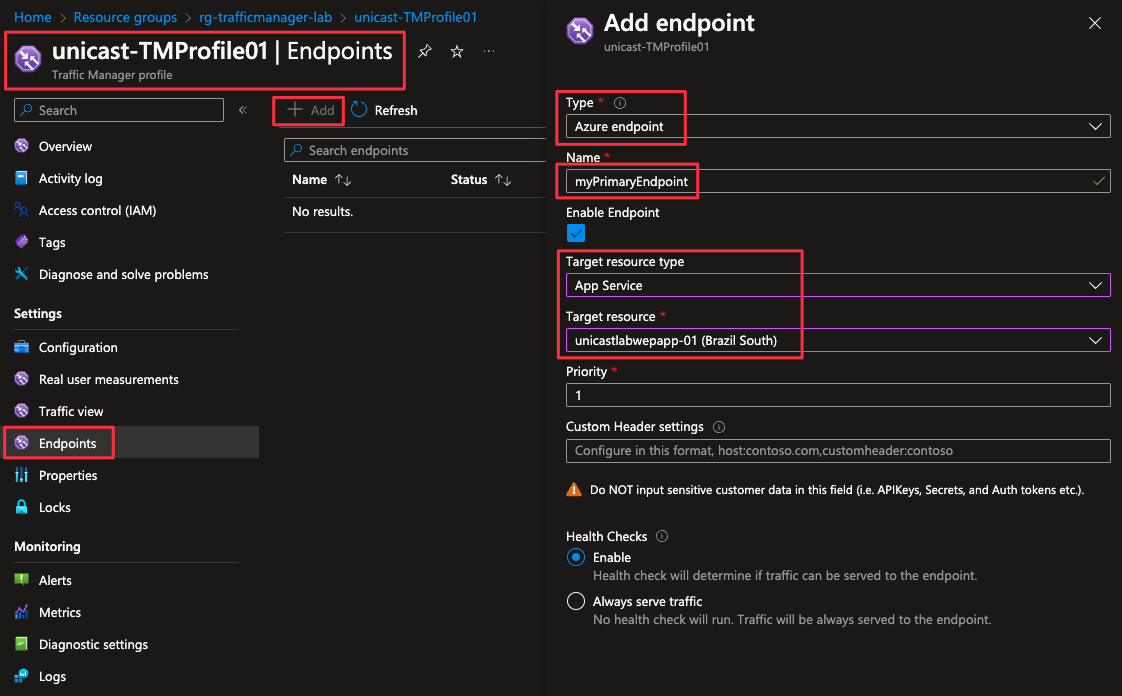 Home > Resource groups > rg-trafficmanager-lab > unicast-TMProfile01
unicast-TMProfile01 | Endpoints
Traffic Manager profile
Search
Overview
Activity log
Access control (IAM)
Tags
Diagnose and solve problems
Settings
Configuration
Real user measurements
Traffic view
Endpoints
Properties
Locks
Monitoring
Alerts
Metrics
Diagnostic settings
Logs
Add Refresh
Search endpoints
Name Status
No results.
Add endpoint
unicast-TMProfile01
Type *
Azure endpoint
Name *
myPrimaryEndpoint
Enable Endpoint
Target resource type
App Service
Target resource *
unicastlabwepapp-01 (Brazil South)
Priority *
1
Custom Header settings
Configure in this format, host:contoso.com,customheader:contoso
Do NOT input sensitive customer data in this field (i.e. APIKeys, Secrets, and Auth tokens etc.).
Health Checks
Enable
Health check will determine if traffic can be served to the endpoint.
Always serve traffic
No health check will run. Traffic will be always served to the endpoint.